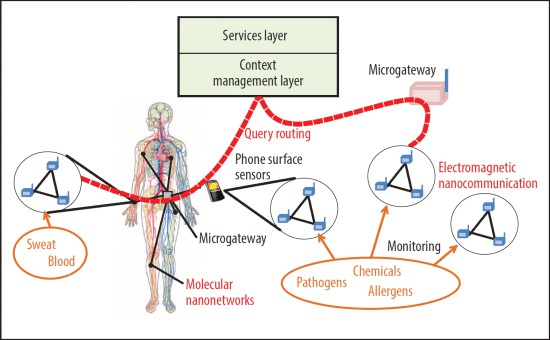 Services layer
Context
management layer
Microgateway
Query routing
Phone surface
sensors
Electromagnetic
nanocommunication
Sweat
Blood
Microgateway
Monitoring
Molecular
nanonetworks
Pathogens
Chemicals
Allergens